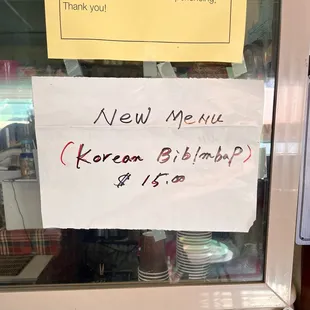 Thank you!
New Menu
(Korean Bibimbap)
$ 15.00